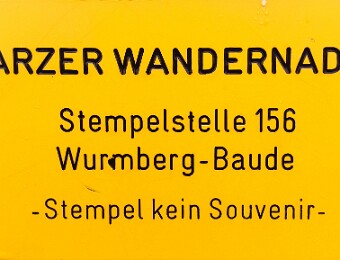 ARZER WANDERNAD
Stempelstelle 156
Wurmberg-Baude
-Stempel kein Souvenir-